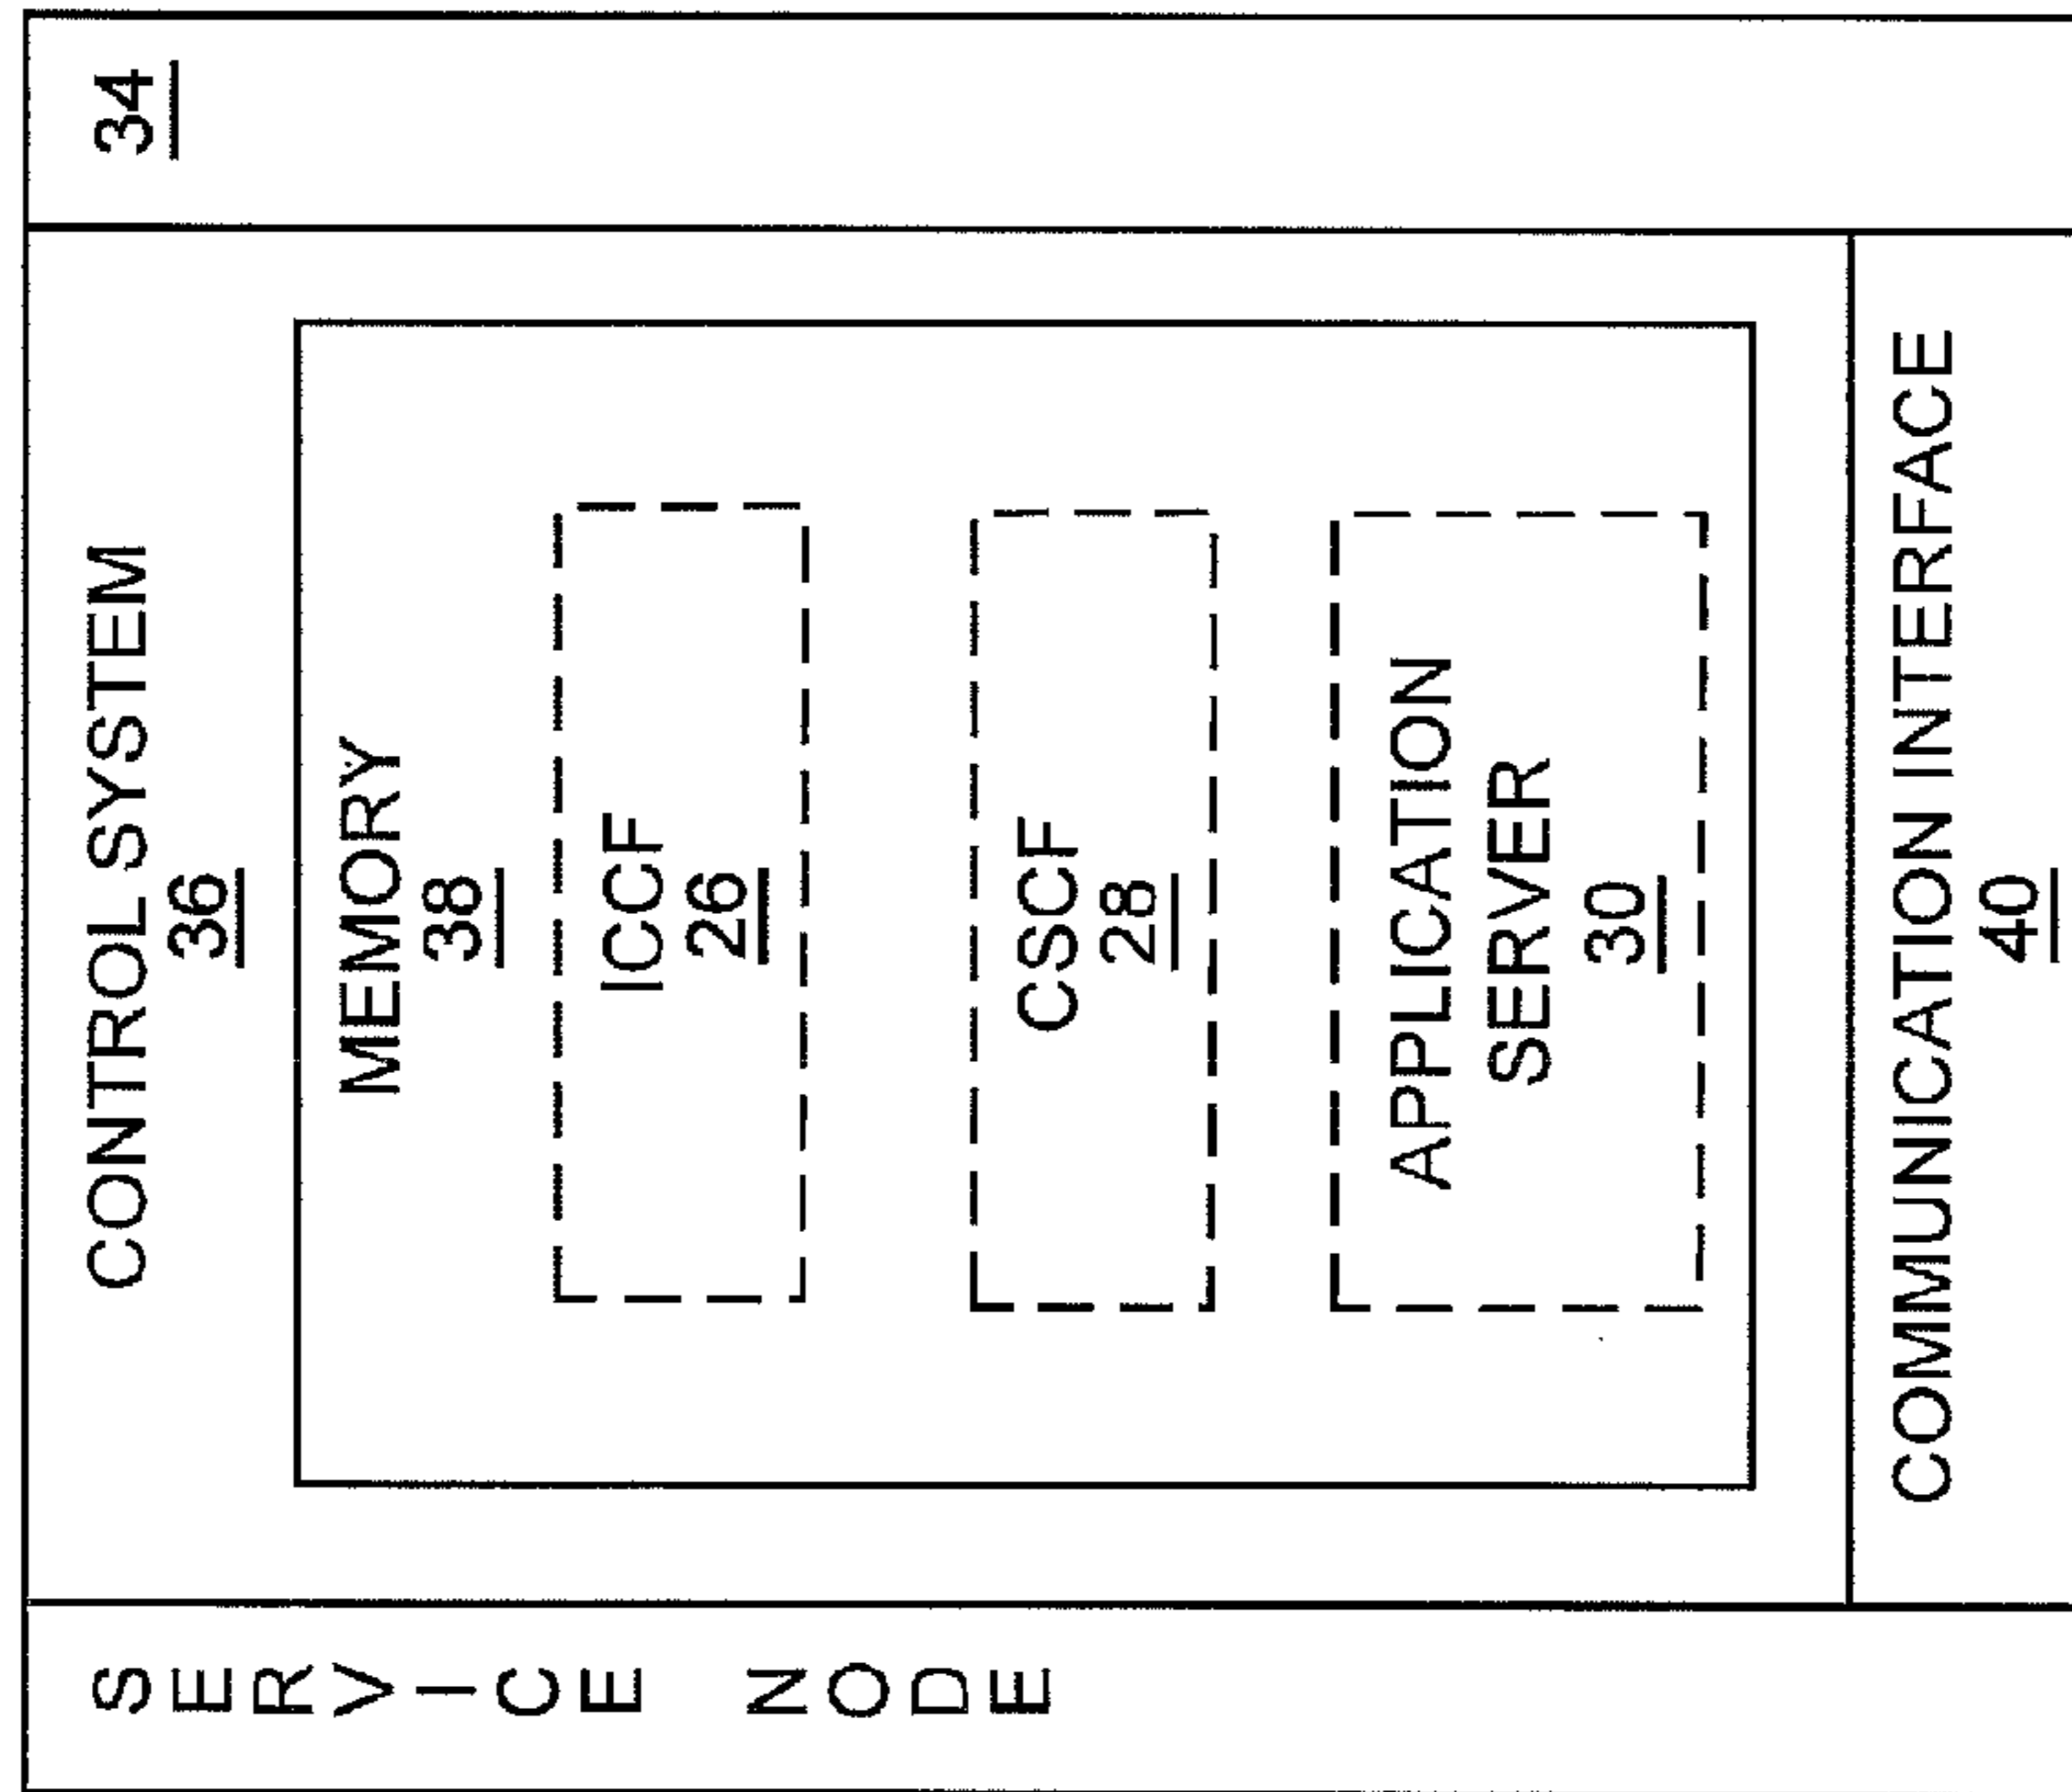 SERVICE NODE
34
CONTROL SYSTEM
36
MEMORY
38
ICCF
26
CSCF
28
APPLICATION
SERVER
30
COMMUNICATION INTERFACE
40